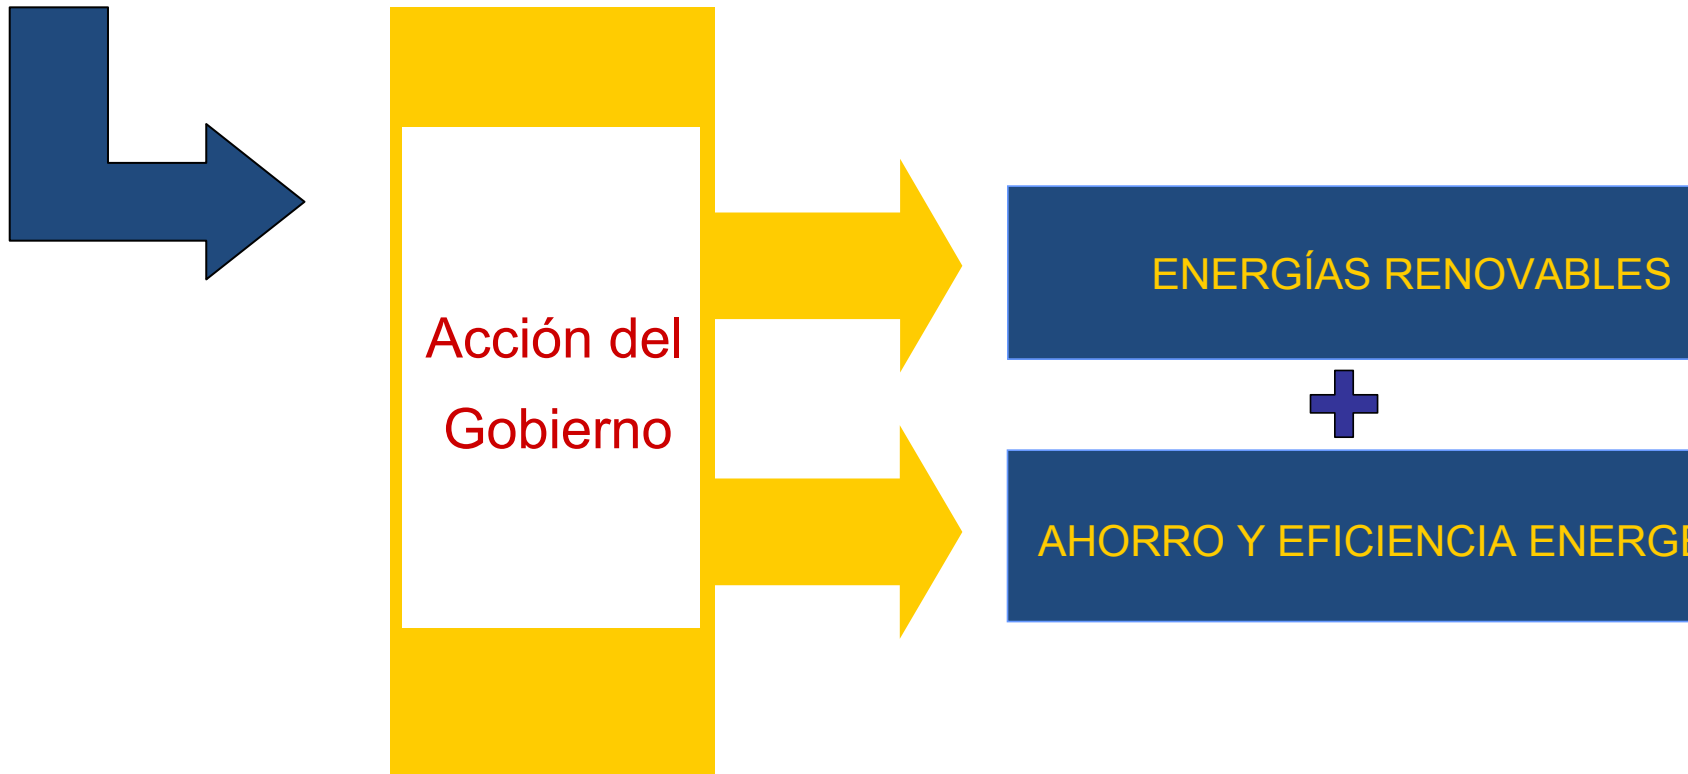 Acción del
Gobierno
ENERGÍAS RENOVABLES
AHORRO Y EFICIENCIA